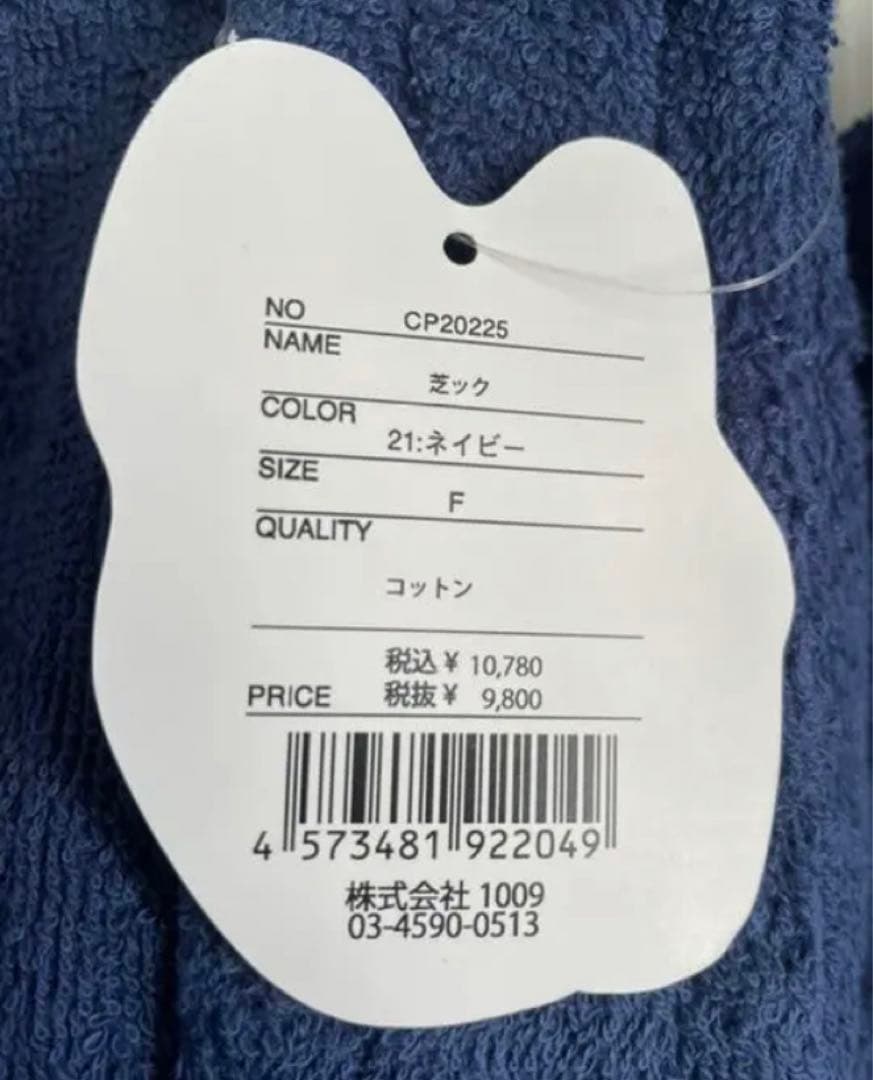 NO CP20225
NAME
芝ック
COLOR
21:ネイビー
SIZE
F
QUALITY
コットン
税込¥ 10,780
PRICE 税抜¥ 9,800
4 573481 922049
株式会社 1009
03-4590-0513